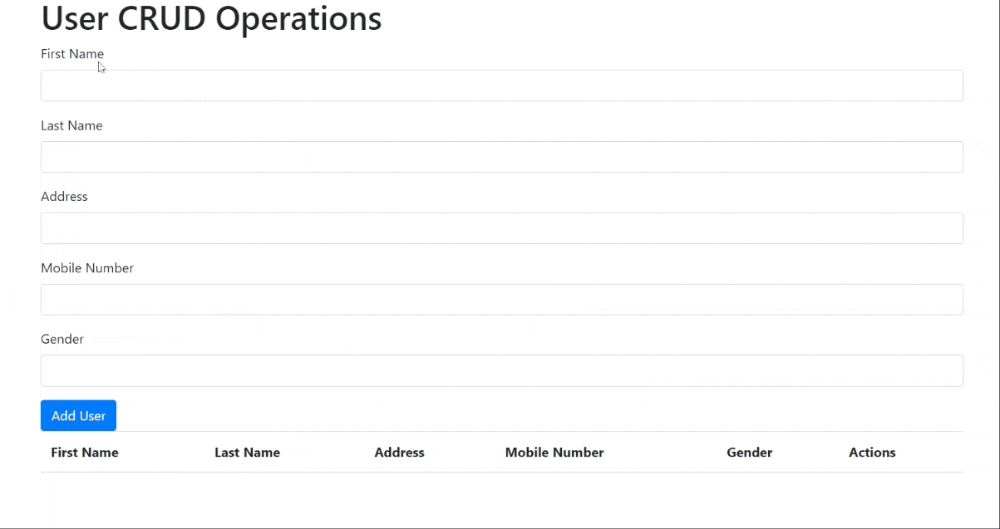 User CRUD Operations
First Name
Last Name
Address
Mobile Number
Gender
Add User
First Name Last Name Address Mobile Number Gender Actions